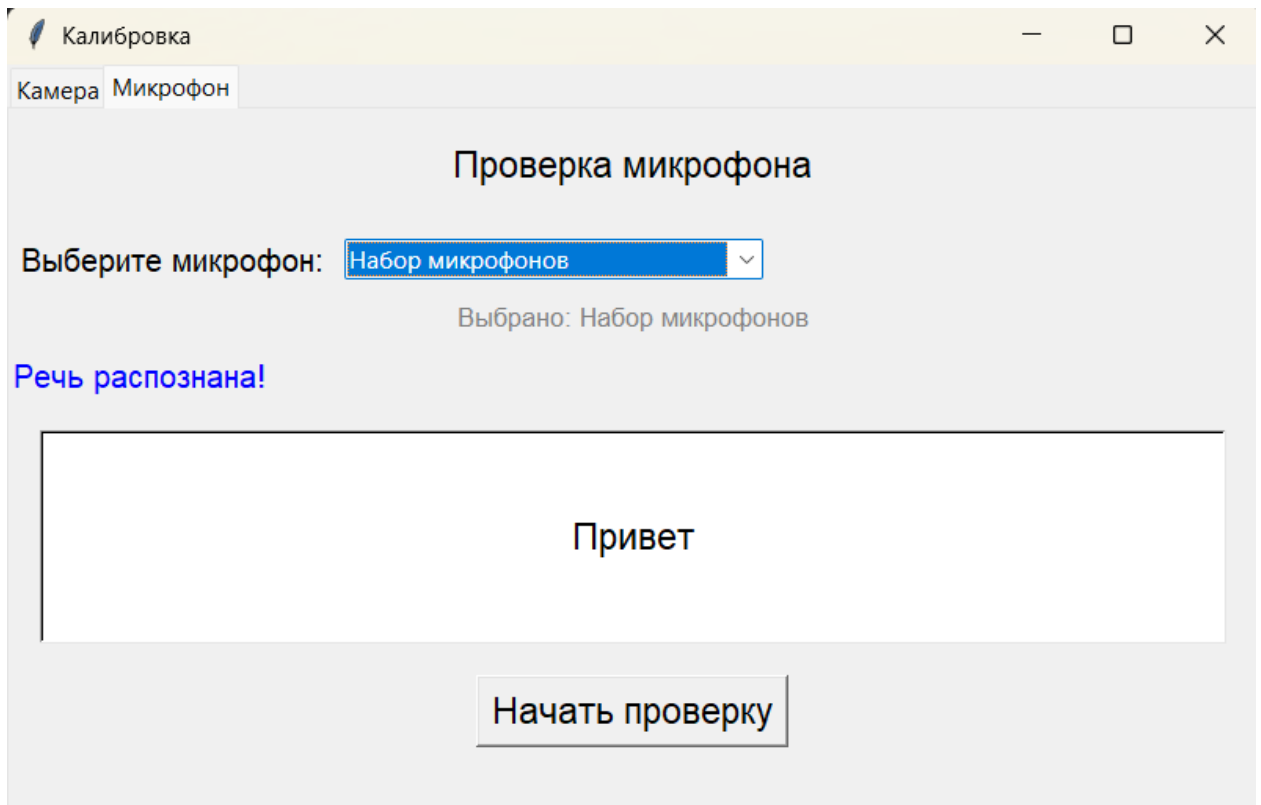 Калибровка
Камера Микрофон
Проверка микрофона
Выберите микрофон: Набор микрофонов
Выбрано: Набор микрофонов
Речь распознана!
Привет
Начать проверку